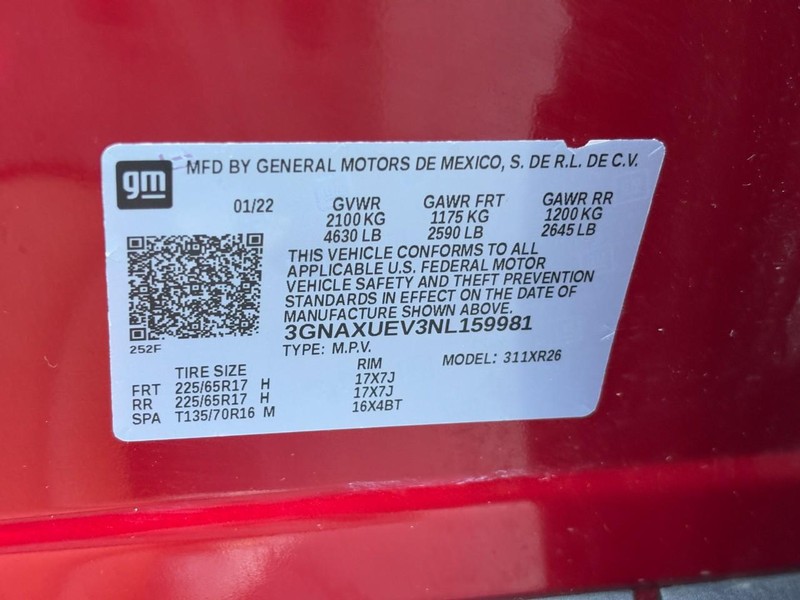 gm MFD BY GENERAL MOTORS DE MEXICO, S. DE R.L. DE C.V.
01/22 GVWR GAWR FRT GAWR RR
2100 KG 1175 KG 1200 KG
4630 LB 2590 LB 2645 LB
THIS VEHICLE CONFORMS TO ALL
APPLICABLE U.S. FEDERAL MOTOR
VEHICLE SAFETY AND THEFT PREVENTION
STANDARDS IN EFFECT ON THE DATE OF
MANUFACTURE SHOWN ABOVE.
3GNAXUEV3NL159981
252F
TYPE: M.P.V. MODEL: 311XR26
TIRE SIZE RIM
FRT 225/65R17 H 17X7J
RR 225/65R17 H 17X7J
SPA T135/70R16 M 16X4BT